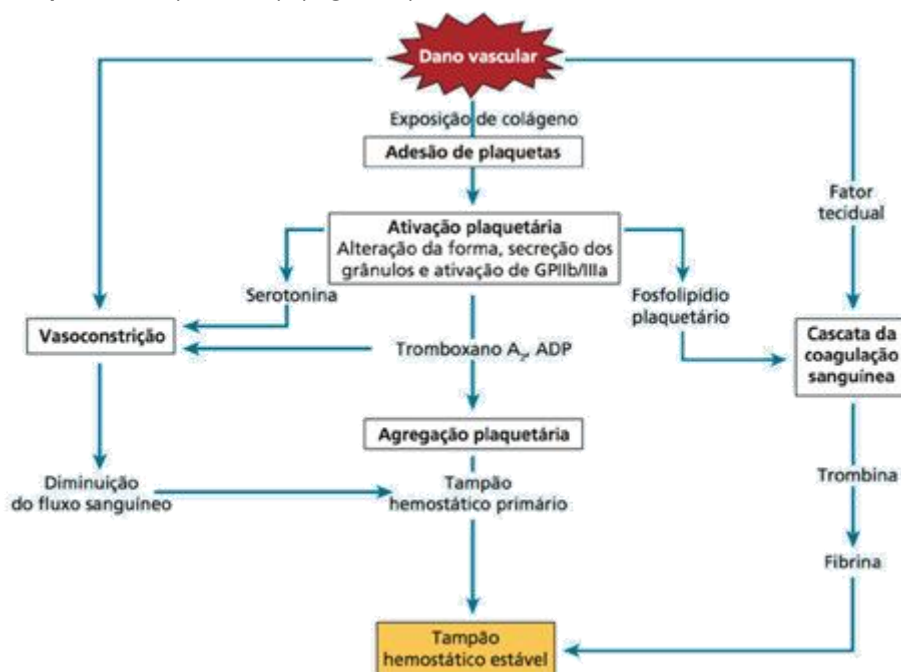 Dano vascular
Exposição de colágeno
Adesão de plaquetas
Fator
tecidual
Ativação plaquetária
Alteração da forma, secreção dos
grânulos e ativação de GPIIb/IIIa
Serotonina
Fosfolipídio
plaquetário
Vasoconstrição
Tromboxano A₂, ADP
Cascata da
coagulação
sanguínea
Agregação plaquetária
Diminuição
do fluxo sanguíneo
Tampão
hemostático primário
Trombina
Fibrina
Tampão
hemostático estável